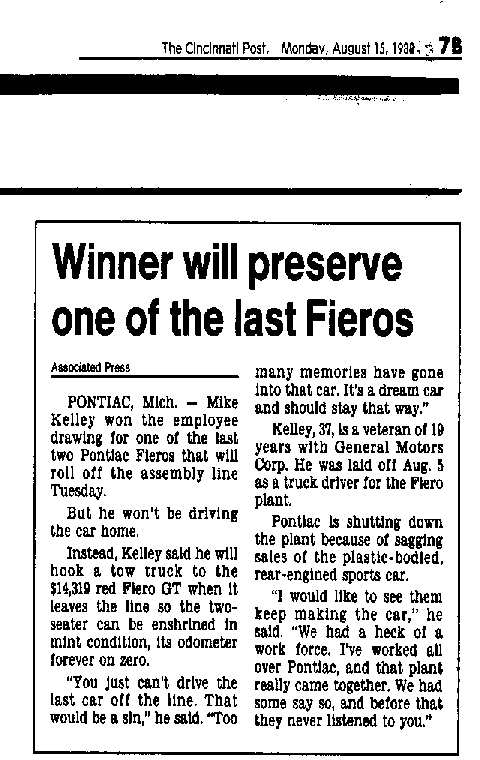 The Cincinnati Post, Monday, August 15, 1988 7B
Winner will preserve
one of the last Fieros
Associated Press
PONTIAC, Mich. — Mike
Kelley won the employee
drawing for one of the last
two Pontiac Fieros that will
roll off the assembly line
Tuesday.
But he won't be driving
the car home.
Instead, Kelley said he will
hook a tow truck to the
$14,319 red Fiero GT when it
leaves the line so the two-
seater can be enshrined in
mint condition, its odometer
forever on zero.
"You just can't drive the
last car off the line. That
would be a sin," he said. "Too
many memories have gone
into that car. It's a dream car
and should stay that way."
Kelley, 37, is a veteran of 19
years with General Motors
Corp. He was laid off Aug. 5
as a truck driver for the Fiero
plant.
Pontiac is shutting down
the plant because of sagging
sales of the plastic-bodied,
rear-engined sports car.
"I would like to see them
keep making the car," he
said. "We had a heck of a
work force. I've worked all
over Pontiac, and that plant
really came together. We had
some say so, and before that
they never listened to you."